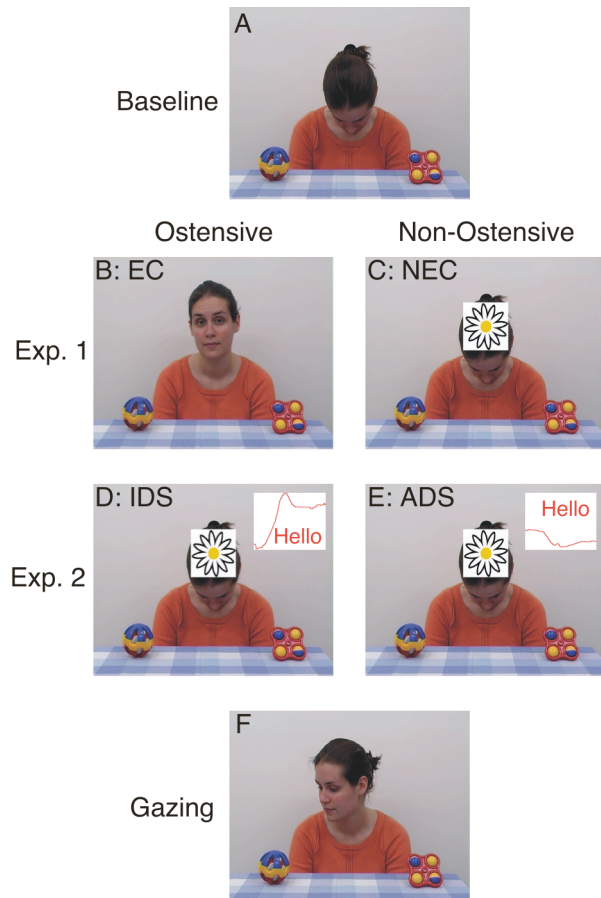 A
Baseline
Ostensive
Non-Ostensive
B: EC
C: NEC
Exp. 1
D: IDS
Hello
E: ADS
Hello
Exp. 2
F
Gazing